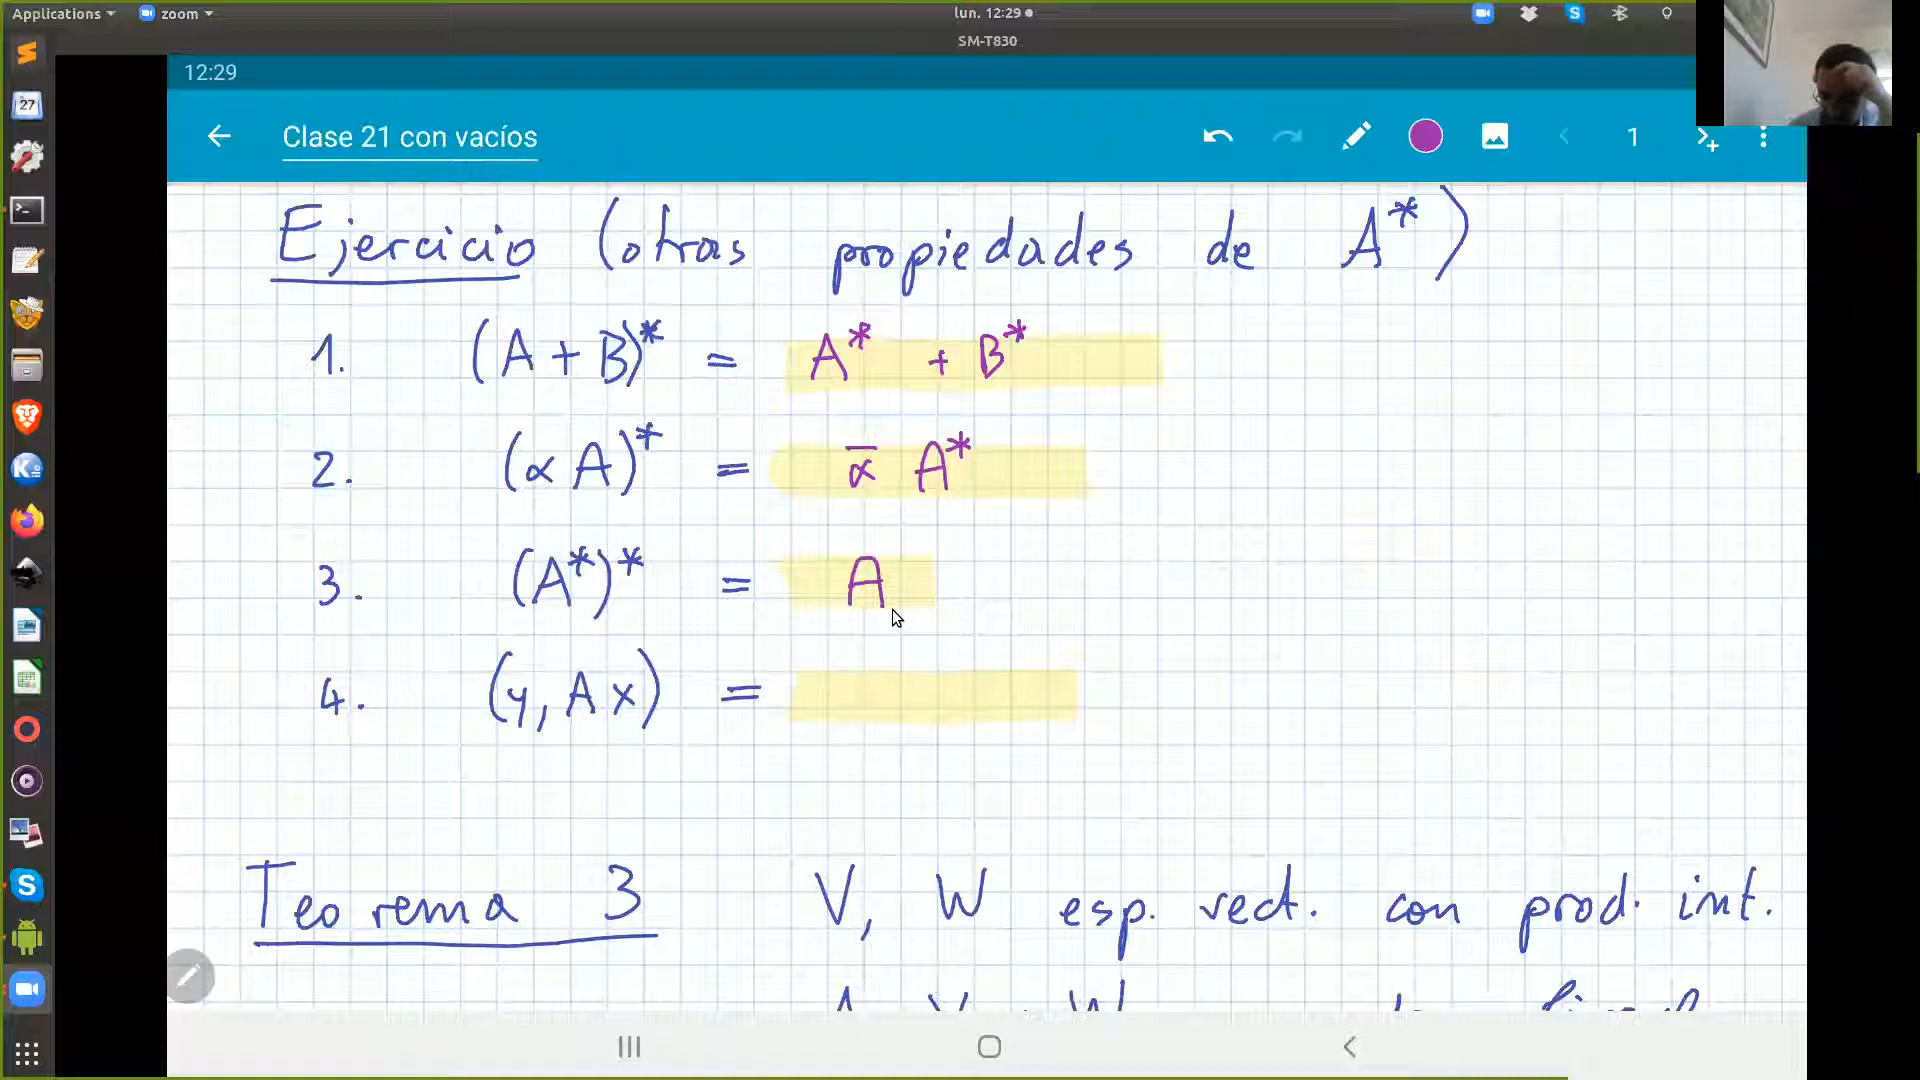 Applications zoom lun. 12:29
SM-T830
12:29
Clase 21 con vacíos 1
Ejercicio (otras propiedades de A*)
1. (A + B)* = A* + B*
2. (α A)* = ᾱ A*
3. (A*)* = A
4. (y, A x) =
Teorema 3 V, W esp. vect. con prod. int.